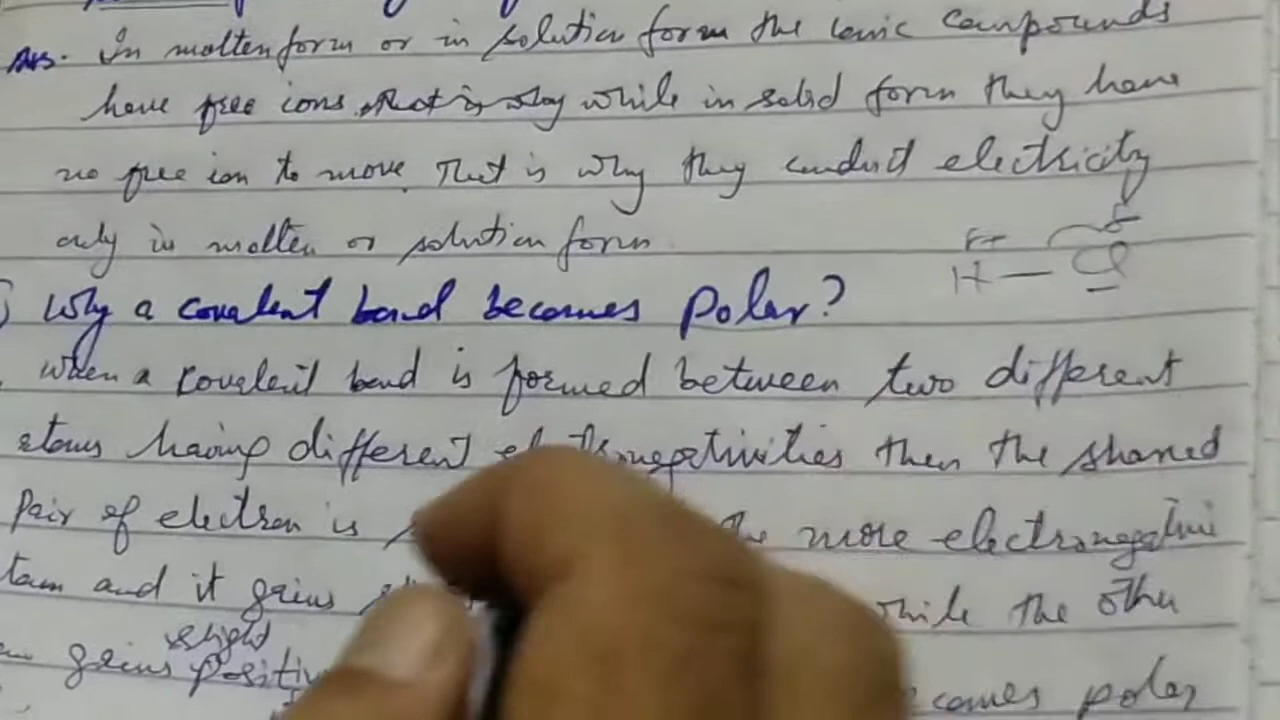 Ans. In molten form or in solution form the ionic compounds
have free ions that is why while in solid form they have
no free ion to move. That is why they conduct electricity
only in molten or solution form
δ+ δ-
H — Cl
Why a covalent bond becomes polar?
when a covalent bond is formed between two different
atoms having different electronegativities then the shared
Pair of electron is the more electronegative
tom and it gains while the other
slight
gains positive
comes polar